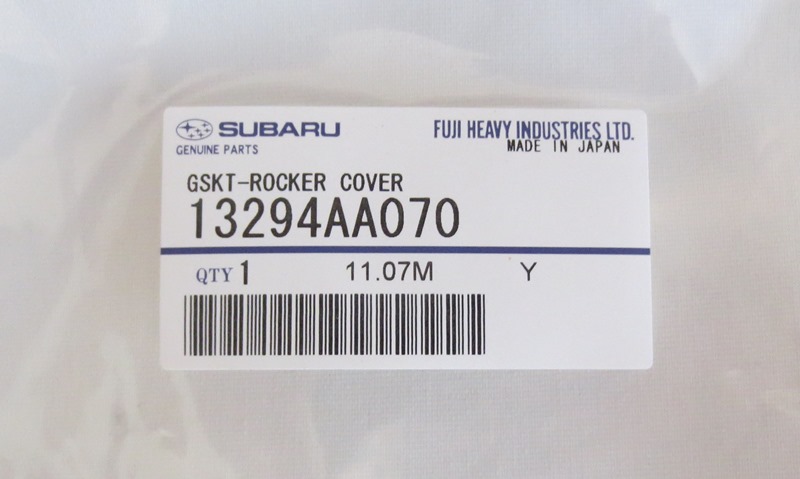 SUBARU FUJI HEAVY INDUSTRIES LTD.
GENUINE PARTS MADE IN JAPAN
GSKT-ROCKER COVER
13294AA070
QTY 1 11.07M Y